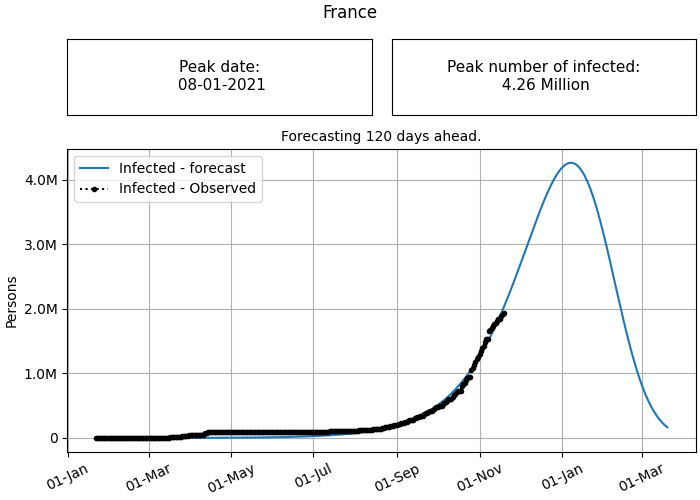 France
Peak date:
08-01-2021
Peak number of infected:
4.26 Million
Forecasting 120 days ahead.
Infected - forecast
Infected - Observed
Persons
4.0M
3.0M
2.0M
1.0M
0
01-Jan
01-Mar
01-May
01-Jul
01-Sep
01-Nov
01-Jan
01-Mar